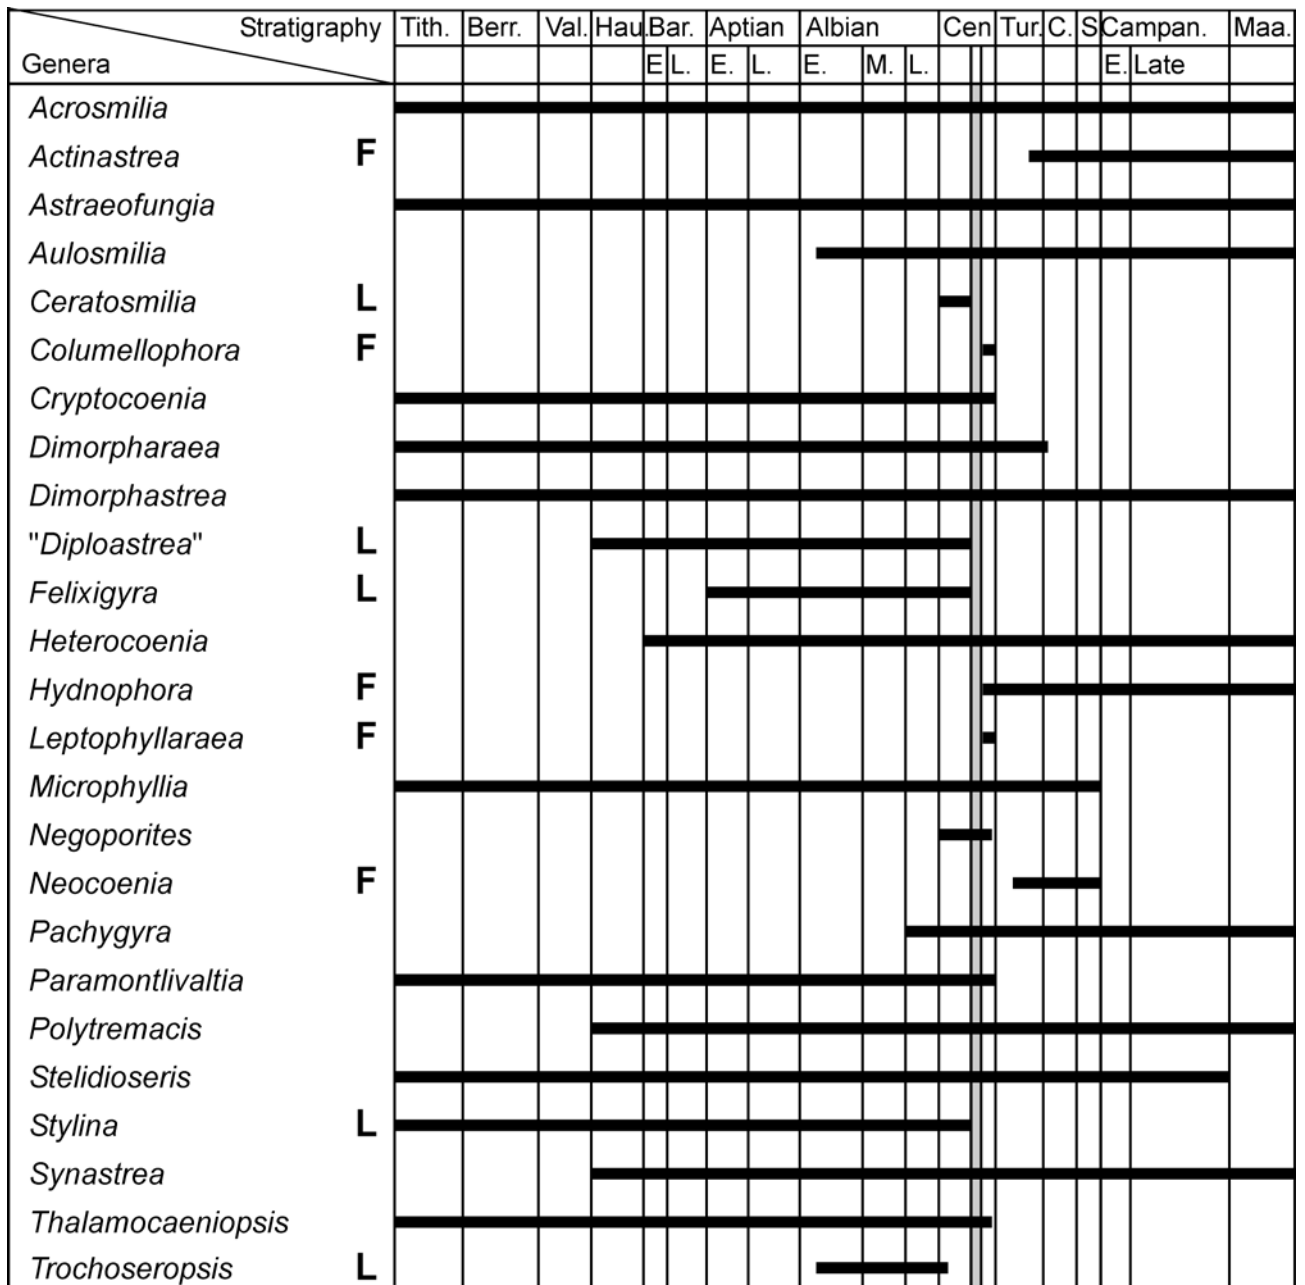 Stratigraphy Tith. Berr. Val. Hau. Bar. Aptian Albian Cen Tur. C. S Campan. Maa.
Genera E L. E. L. E. M. L. E. Late
Acrosmilia
Actinastrea F
Astraeofungia
Aulosmilia
Ceratosmilia L
Columellophora F
Cryptocoenia
Dimorpharaea
Dimorphastrea
"Diploastrea" L
Felixigyra L
Heterocoenia
Hydnophora F
Leptophyllaraea F
Microphyllia
Negoporites
Neocoenia F
Pachygyra
Paramontlivaltia
Polytremacis
Stelidioseris
Stylina L
Synastrea
Thalamocaeniopsis
Trochoseropsis L